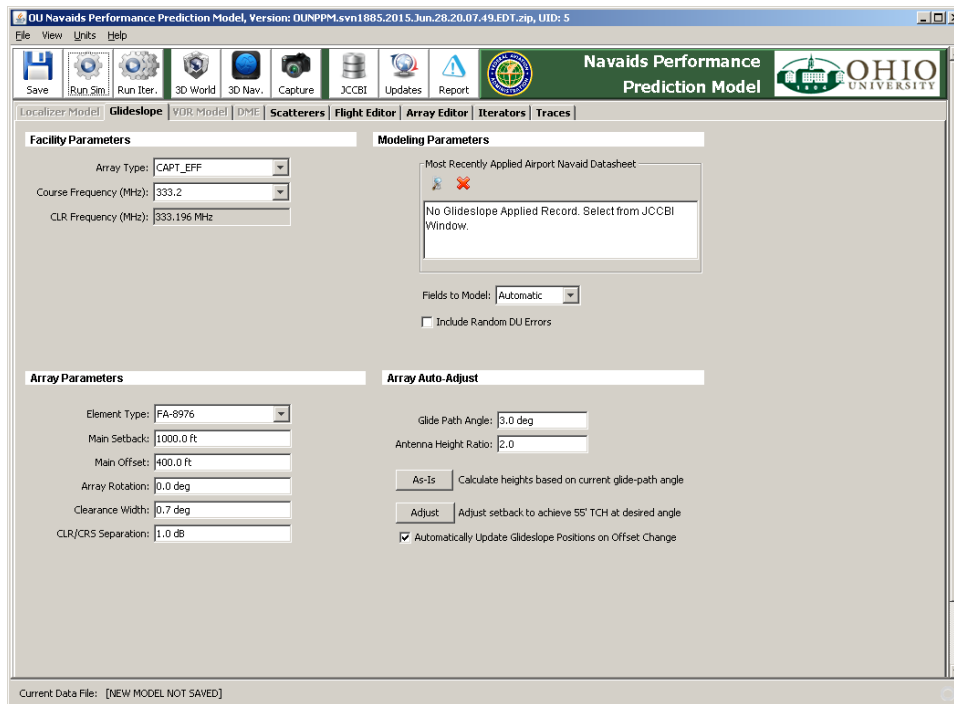 OU Navaids Performance Prediction Model, Version: OUNPPM.svn1885.2015.Jun.28.20.07.49.EDT.zip, UID: 5
File View Units Help
Save Run Sim Run Iter. 3D World 3D Nav. Capture JCCBI Updates Report
Navaids Performance
Prediction Model
OHIO
UNIVERSITY
1804
Localizer Model Glideslope VOR Model DME Scatterers Flight Editor Array Editor Iterators Traces
Facility Parameters
Array Type: CAPT_EFF
Course Frequency (MHz): 333.2
CLR Frequency (MHz): 333.196 MHz
Modeling Parameters
Most Recently Applied Airport Navaid Datasheet
No Glideslope Applied Record. Select from JCCBI
Window.
Fields to Model: Automatic
Include Random DU Errors
Array Parameters
Element Type: FA-8976
Main Setback: 1000.0 ft
Main Offset: 400.0 ft
Array Rotation: 0.0 deg
Clearance Width: 0.7 deg
CLR/CRS Separation: 1.0 dB
Array Auto-Adjust
Glide Path Angle: 3.0 deg
Antenna Height Ratio: 2.0
As-Is Calculate heights based on current glide-path angle
Adjust Adjust setback to achieve 55' TCH at desired angle
Automatically Update Glideslope Positions on Offset Change
Current Data File: [NEW MODEL NOT SAVED]